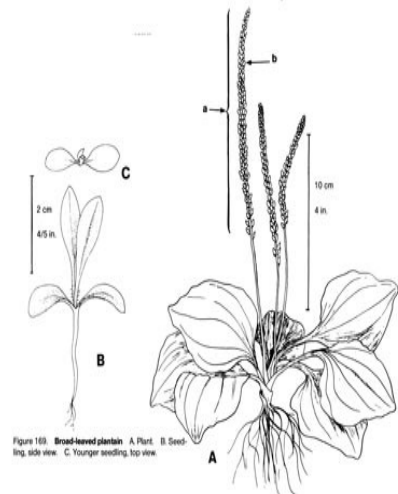 b
a
C
2 cm
4/5 in.
10 cm
4 in.
B
Figure 169. Broad-leaved plantain A. Plant. B. Seed-
ling, side view. C. Younger seedling, top view.
A